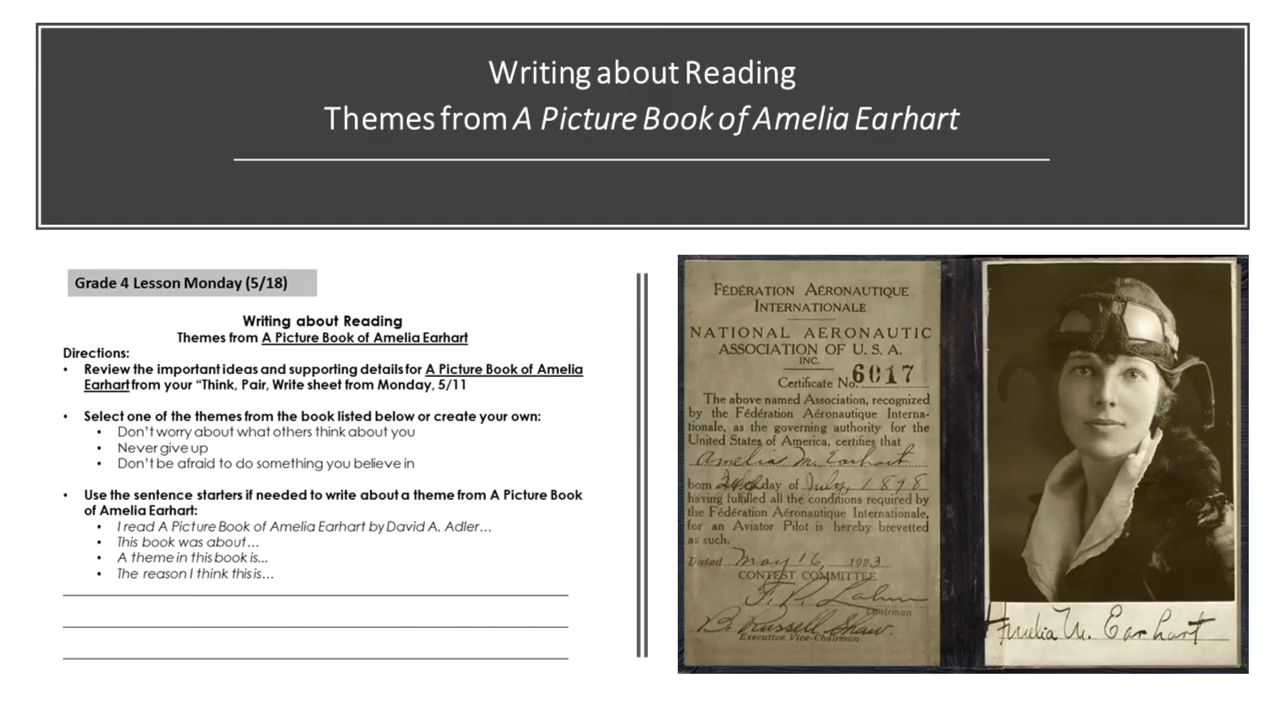 Writing about Reading
Themes from A Picture Book of Amelia Earhart
Grade 4 Lesson Monday (5/18)
Writing about Reading
Themes from A Picture Book of Amelia Earhart
Directions:
• Review the important ideas and supporting details for A Picture Book of Amelia
Earhart from your “Think, Pair, Write sheet from Monday, 5/11
• Select one of the themes from the book listed below or create your own:
• Don’t worry about what others think about you
• Never give up
• Don’t be afraid to do something you believe in
• Use the sentence starters if needed to write about a theme from A Picture Book
of Amelia Earhart:
• I read A Picture Book of Amelia Earhart by David A. Adler…
• This book was about…
• A theme in this book is...
• The reason I think this is…
FÉDÉRATION AÉRONAUTIQUE
INTERNATIONALE
NATIONAL AERONAUTIC
ASSOCIATION OF U. S. A.
INC.
Certificate No. 6017
The above named Association, recognized
by the Fédération Aéronautique Interna-
tionale, as the governing authority for the
United States of America, certifies that
Amelia M. Earhart
born 24th day of July, 1898
having fulfilled all the conditions required by
the Fédération Aéronautique Internationale,
for an Aviator Pilot is hereby brevetted
as such.
Dated May 16, 1923
CONTEST COMMITTEE
F. P. Lahm
Chairman
B. Russell Shaw.
Executive Vice-Chairman
Amelia M. Earhart